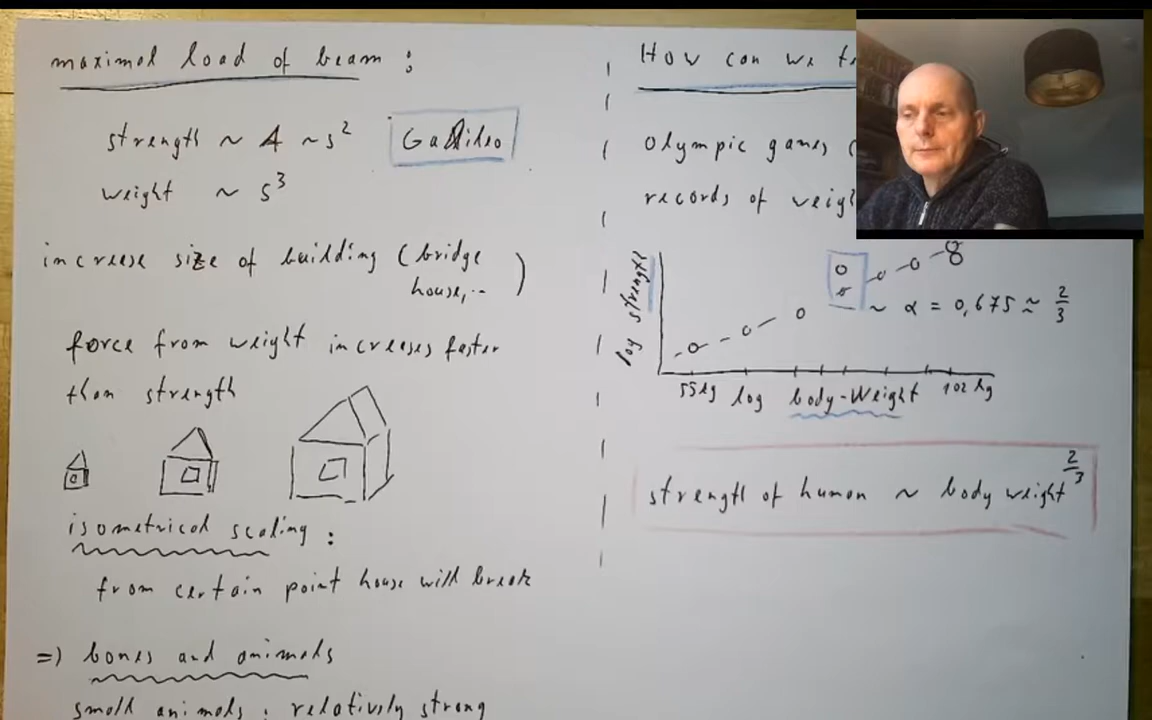 maximal load of beam :
strength ~ A ~ s²
Gallileo
weight ~ s³
increese size of building (bridge
house, .. )
force from weight increeses faster
than strength
isometrical scaling :
from certain point house will break
=) bones and animals
small animals : relatively strong
How can we
olympic games (
records of
log strength
~ α = 0,675 ≈ 2/3
55kg log body-weight 102 kg
strength of human ~ body weight 2/3